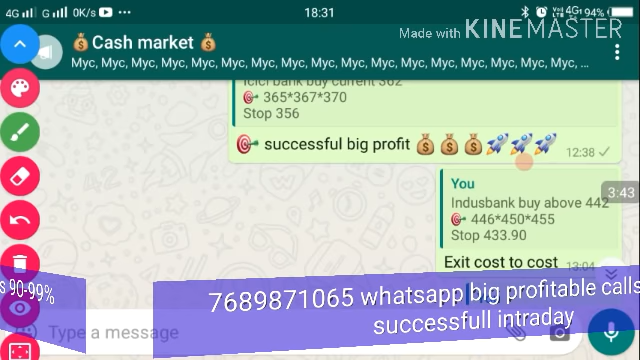 4G G 0K/s 18:31 4G 94%
Made with KINEMASTER
💰 Cash market 💰
Myc, Myc, Myc, Myc, Myc, Myc, Myc, Myc, Myc, Myc, Myc, Myc, Myc, Myc, Myc, Myc, Myc, ...
Icici bank buy current 362
🎯 365*367*370
Stop 356
🎯 successful big profit 💰 💰 💰 🚀 🚀 🚀
12:38
You
Indusbank buy above 442
🎯 446*450*455
Stop 433.90
3:43
Exit cost to cost 13:04
s 90-99%
7689871065 whatsapp big profitable calls
successfull intraday
Type a message